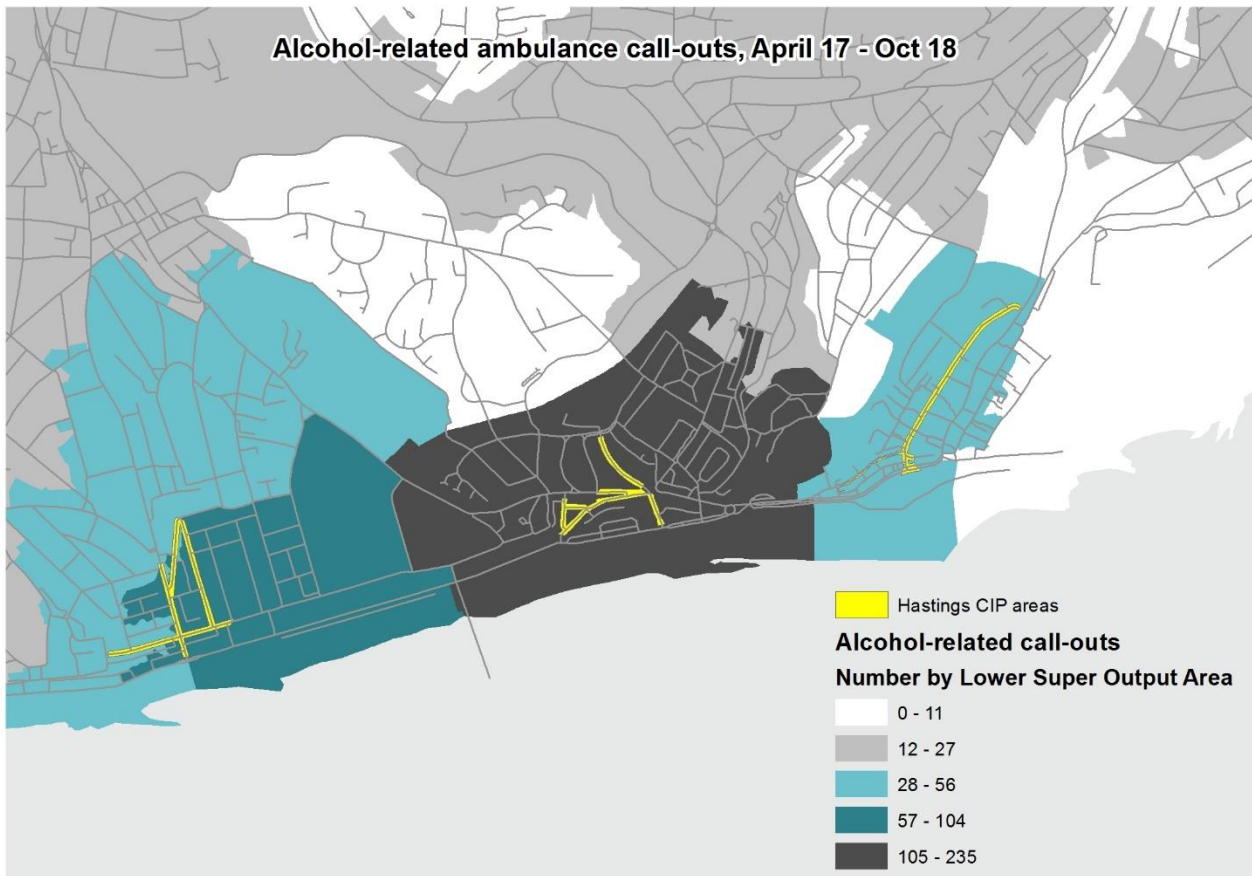 Alcohol-related ambulance call-outs, April 17 - Oct 18
Hastings CIP areas
Alcohol-related call-outs
Number by Lower Super Output Area
0 - 11
12 - 27
28 - 56
57 - 104
105 - 235